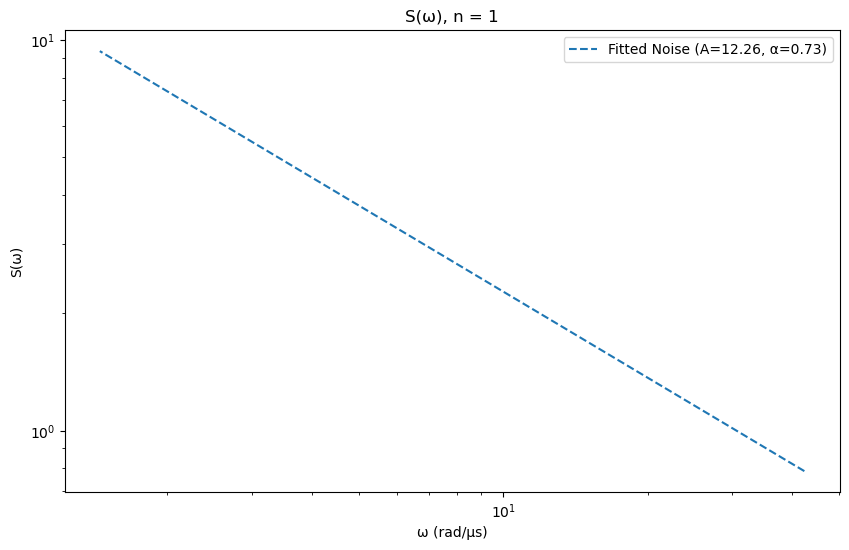 S(ω), n = 1
Fitted Noise (A=12.26, α=0.73)
10¹
10⁰
S(ω)
10¹
ω (rad/μs)